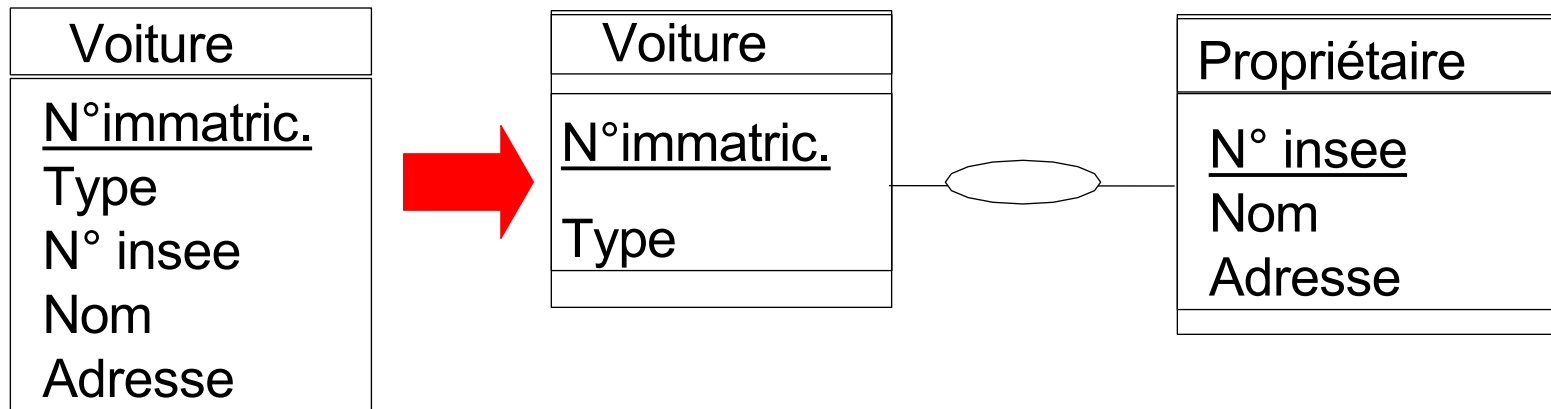 Voiture
N°immatric.
Type
N° insee
Nom
Adresse
Voiture
N°immatric.
Type
Propriétaire
N° insee
Nom
Adresse